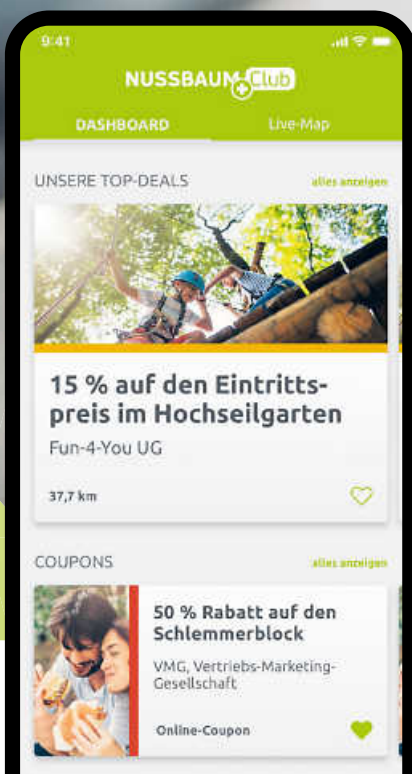 9:41
NUSSBAUM Club
DASHBOARD Live-Map
UNSERE TOP-DEALS alles anzeigen
15 % auf den Eintritts-
preis im Hochseilgarten
Fun-4-You UG
37,7 km
COUPONS alles anzeigen
50 % Rabatt auf den
Schlemmerblock
VMG, Vertriebs-Marketing-
Gesellschaft
Online-Coupon